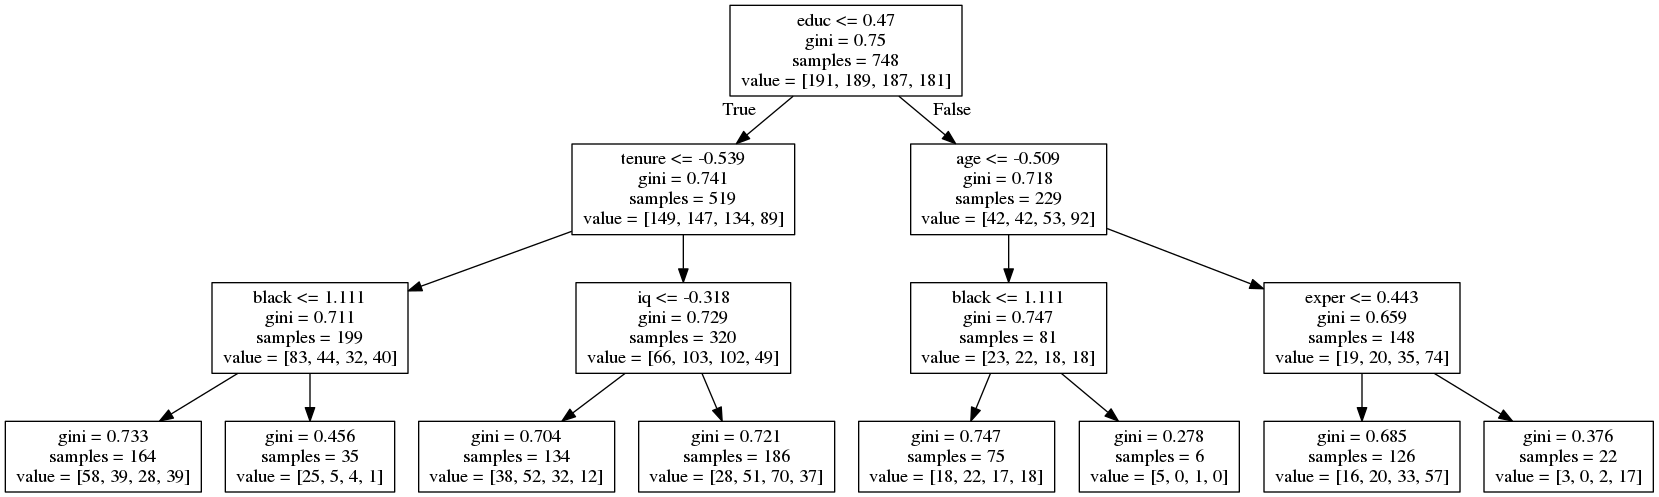 educ <= 0.47
gini = 0.75
samples = 748
value = [191, 189, 187, 181]
True
False
tenure <= -0.539
gini = 0.741
samples = 519
value = [149, 147, 134, 89]
age <= -0.509
gini = 0.718
samples = 229
value = [42, 42, 53, 92]
black <= 1.111
gini = 0.711
samples = 199
value = [83, 44, 32, 40]
iq <= -0.318
gini = 0.729
samples = 320
value = [66, 103, 102, 49]
black <= 1.111
gini = 0.747
samples = 81
value = [23, 22, 18, 18]
exper <= 0.443
gini = 0.659
samples = 148
value = [19, 20, 35, 74]
gini = 0.733
samples = 164
value = [58, 39, 28, 39]
gini = 0.456
samples = 35
value = [25, 5, 4, 1]
gini = 0.704
samples = 134
value = [38, 52, 32, 12]
gini = 0.721
samples = 186
value = [28, 51, 70, 37]
gini = 0.747
samples = 75
value = [18, 22, 17, 18]
gini = 0.278
samples = 6
value = [5, 0, 1, 0]
gini = 0.685
samples = 126
value = [16, 20, 33, 57]
gini = 0.376
samples = 22
value = [3, 0, 2, 17]